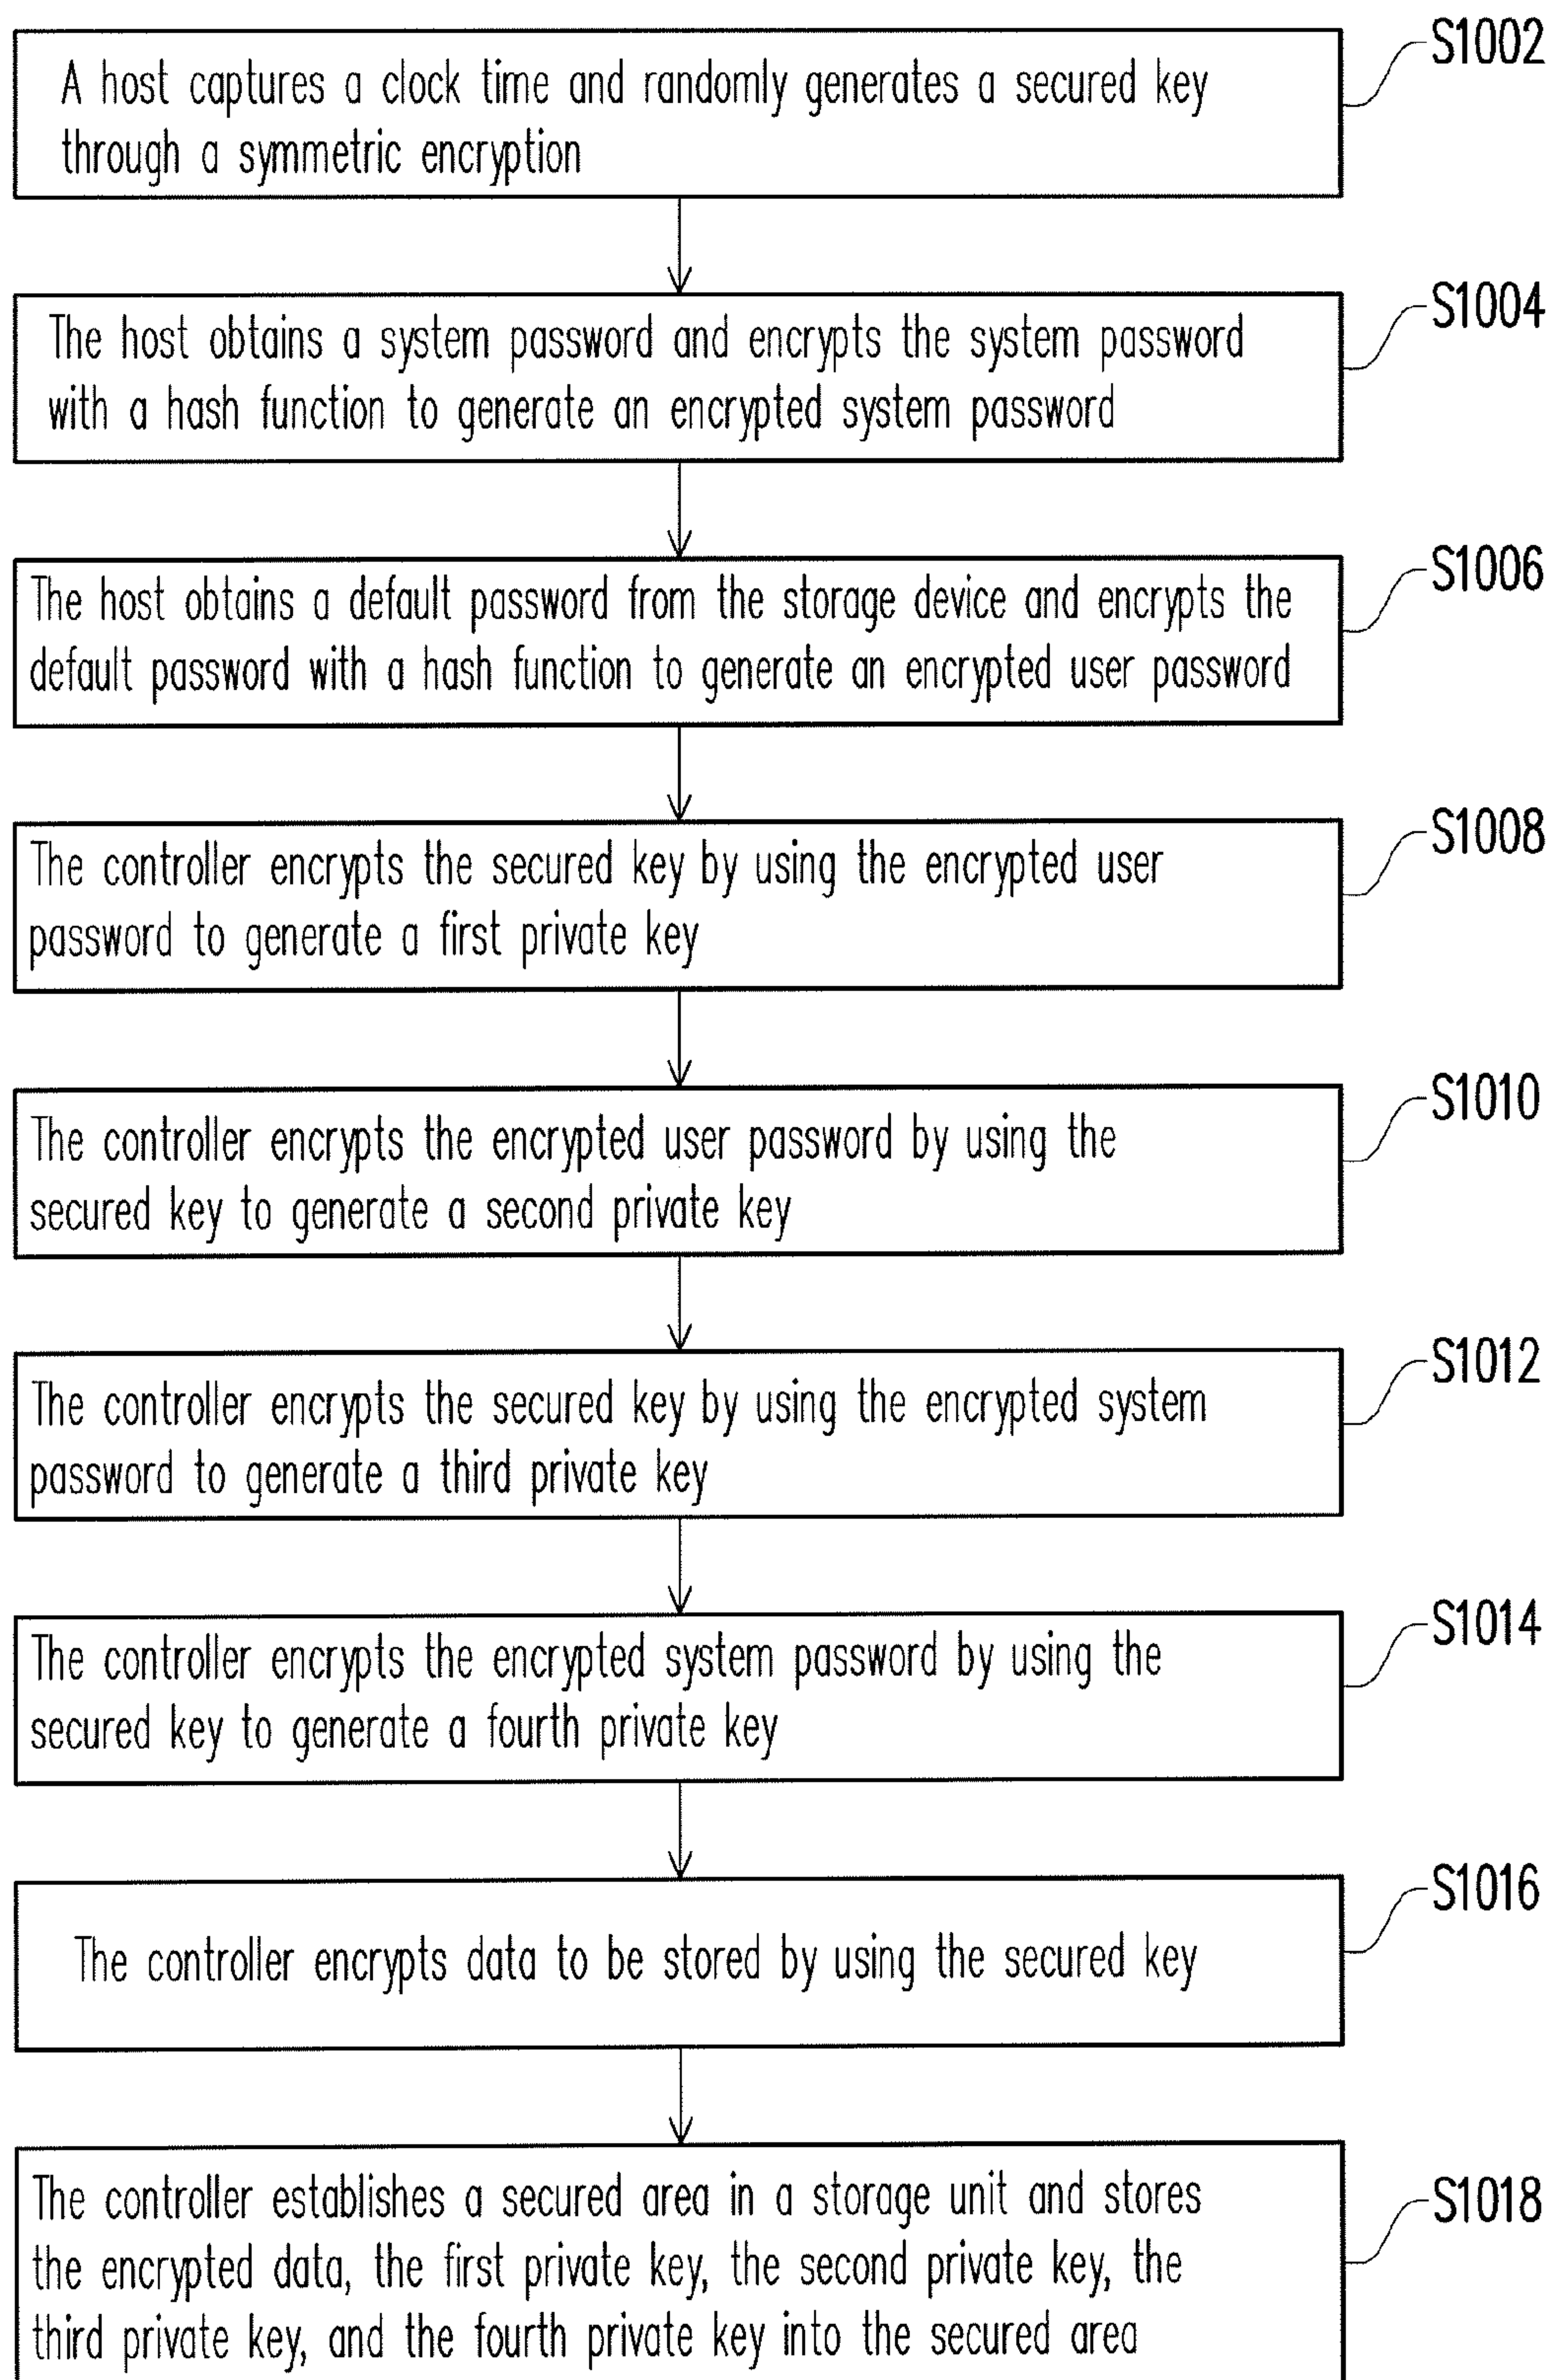 S1002
A host captures a clock time and randomly generates a secured key
through a symmetric encryption
S1004
The host obtains a system password and encrypts the system password
with a hash function to generate an encrypted system password
S1006
The host obtains a default password from the storage device and encrypts the
default password with a hash function to generate an encrypted user password
S1008
The controller encrypts the secured key by using the encrypted user
password to generate a first private key
S1010
The controller encrypts the encrypted user password by using the
secured key to generate a second private key
S1012
The controller encrypts the secured key by using the encrypted system
password to generate a third private key
S1014
The controller encrypts the encrypted system password by using the
secured key to generate a fourth private key
S1016
The controller encrypts data to be stored by using the secured key
S1018
The controller establishes a secured area in a storage unit and stores
the encrypted data, the first private key, the second private key, the
third private key, and the fourth private key into the secured area